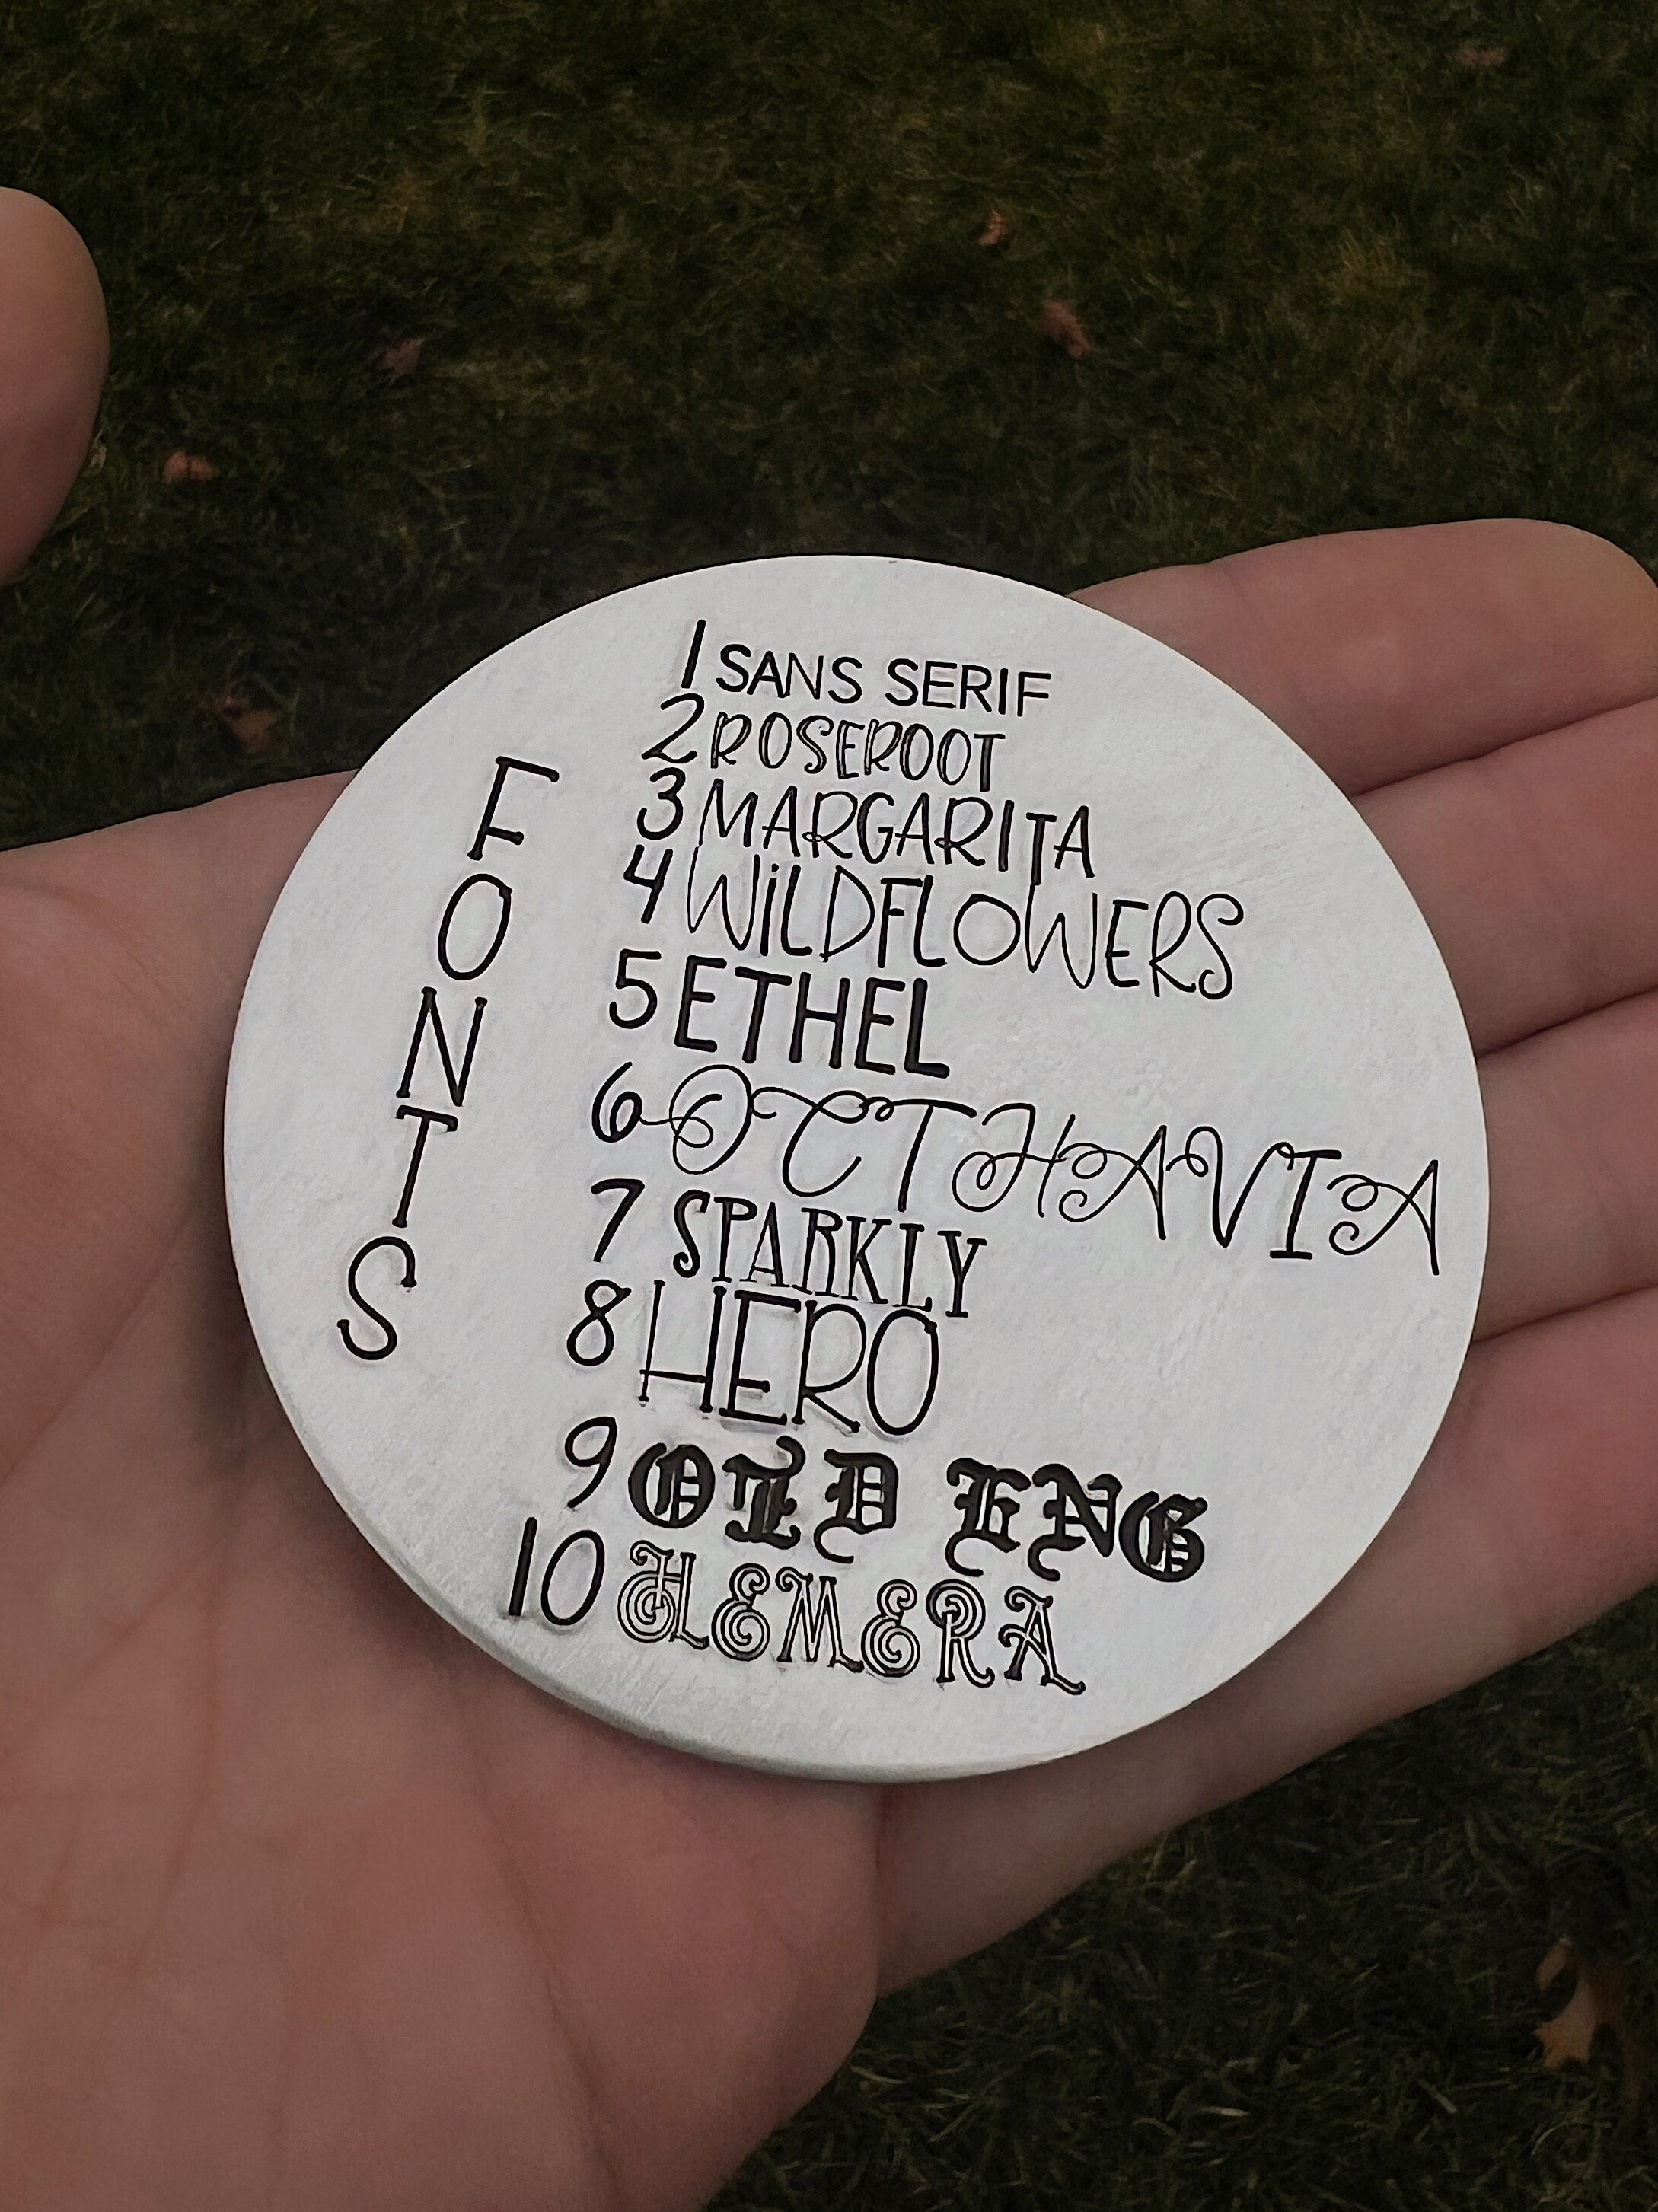 FONTS
1 SANS SERIF
2 ROSEROOT
3 MARGARITA
4 WiLDFLOWERS
5 ETHEL
6 OCTHAVIA
7 SPARKLY
8 HERO
9 OLD ENG
10 HEMERA